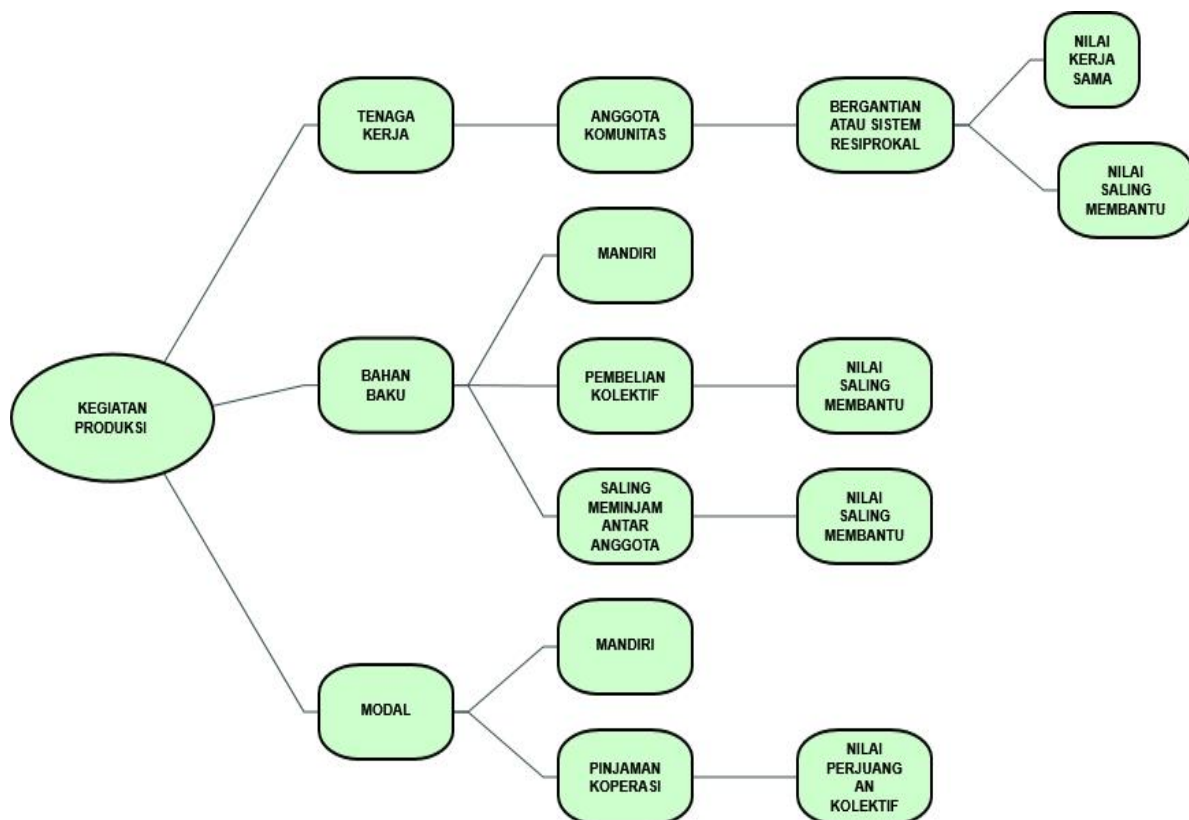 NILAI
KERJA
SAMA
TENAGA
KERJA
ANGGOTA
KOMUNITAS
BERGANTIAN
ATAU SISTEM
RESIPROKAL
NILAI
SALING
MEMBANTU
MANDIRI
KEGIATAN
PRODUKSI
BAHAN
BAKU
PEMBELIAN
KOLEKTIF
NILAI
SALING
MEMBANTU
SALING
MEMINJAM
ANTAR
ANGGOTA
NILAI
SALING
MEMBANTU
MANDIRI
MODAL
PINJAMAN
KOPERASI
NILAI
PERJUANG
AN
KOLEKTIF